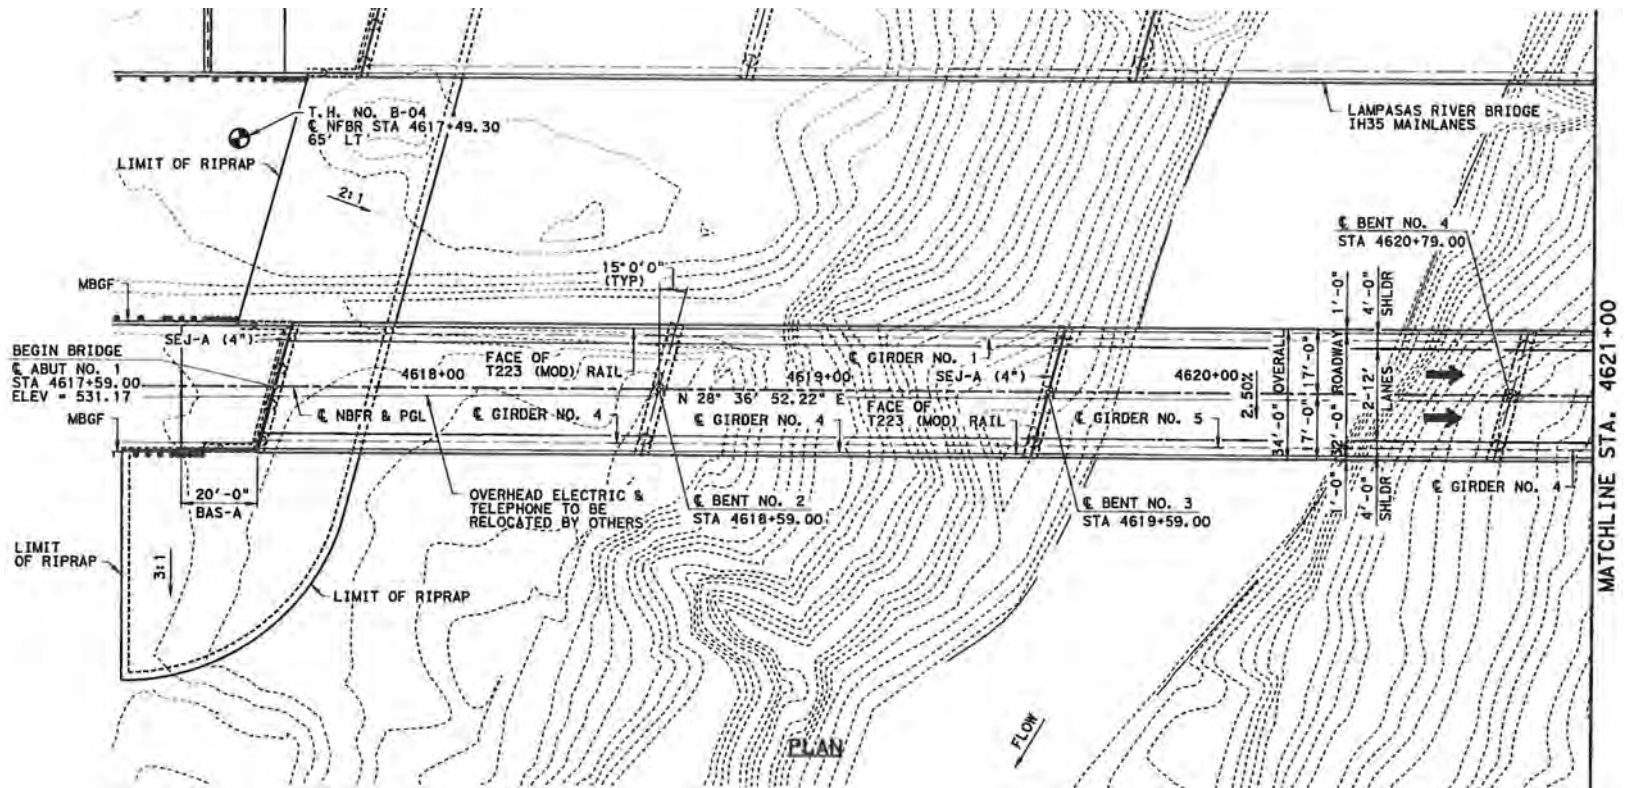 T.H. NO. B-04
℄ NFBR STA 4617+49.30
65' LT
LIMIT OF RIPRAP
2:1
LAMPASAS RIVER BRIDGE
IH35 MAINLANES
℄ BENT NO. 4
STA 4620+79.00
15°0'0"
(TYP)
MBGF
SEJ-A (4")
BEGIN BRIDGE
℄ ABUT NO. 1
STA 4617+59.00
ELEV = 531.17
MBGF
FACE OF
T223 (MOD) RAIL
4618+00
℄ GIRDER NO. 1
4619+00
SEJ-A (4")
4620+00
2.50%
N 28° 36' 52.22" E
℄ NBFR & PGL
℄ GIRDER NO. 4
℄ GIRDER NO. 4
FACE OF
T223 (MOD) RAIL
℄ GIRDER NO. 5
34'-0" OVERALL
17'-0"
17'-0"
1'-0"
32'-0" ROADWAY
1'-0"
4'-0"
SHLDR
2-12'
LANES
4'-0"
SHLDR
℄ GIRDER NO. 4
MATCHLINE STA. 4621+00
20'-0"
BAS-A
OVERHEAD ELECTRIC &
TELEPHONE TO BE
RELOCATED BY OTHERS
℄ BENT NO. 2
STA 4618+59.00
℄ BENT NO. 3
STA 4619+59.00
LIMIT
OF RIPRAP
3:1
LIMIT OF RIPRAP
FLOW
PLAN